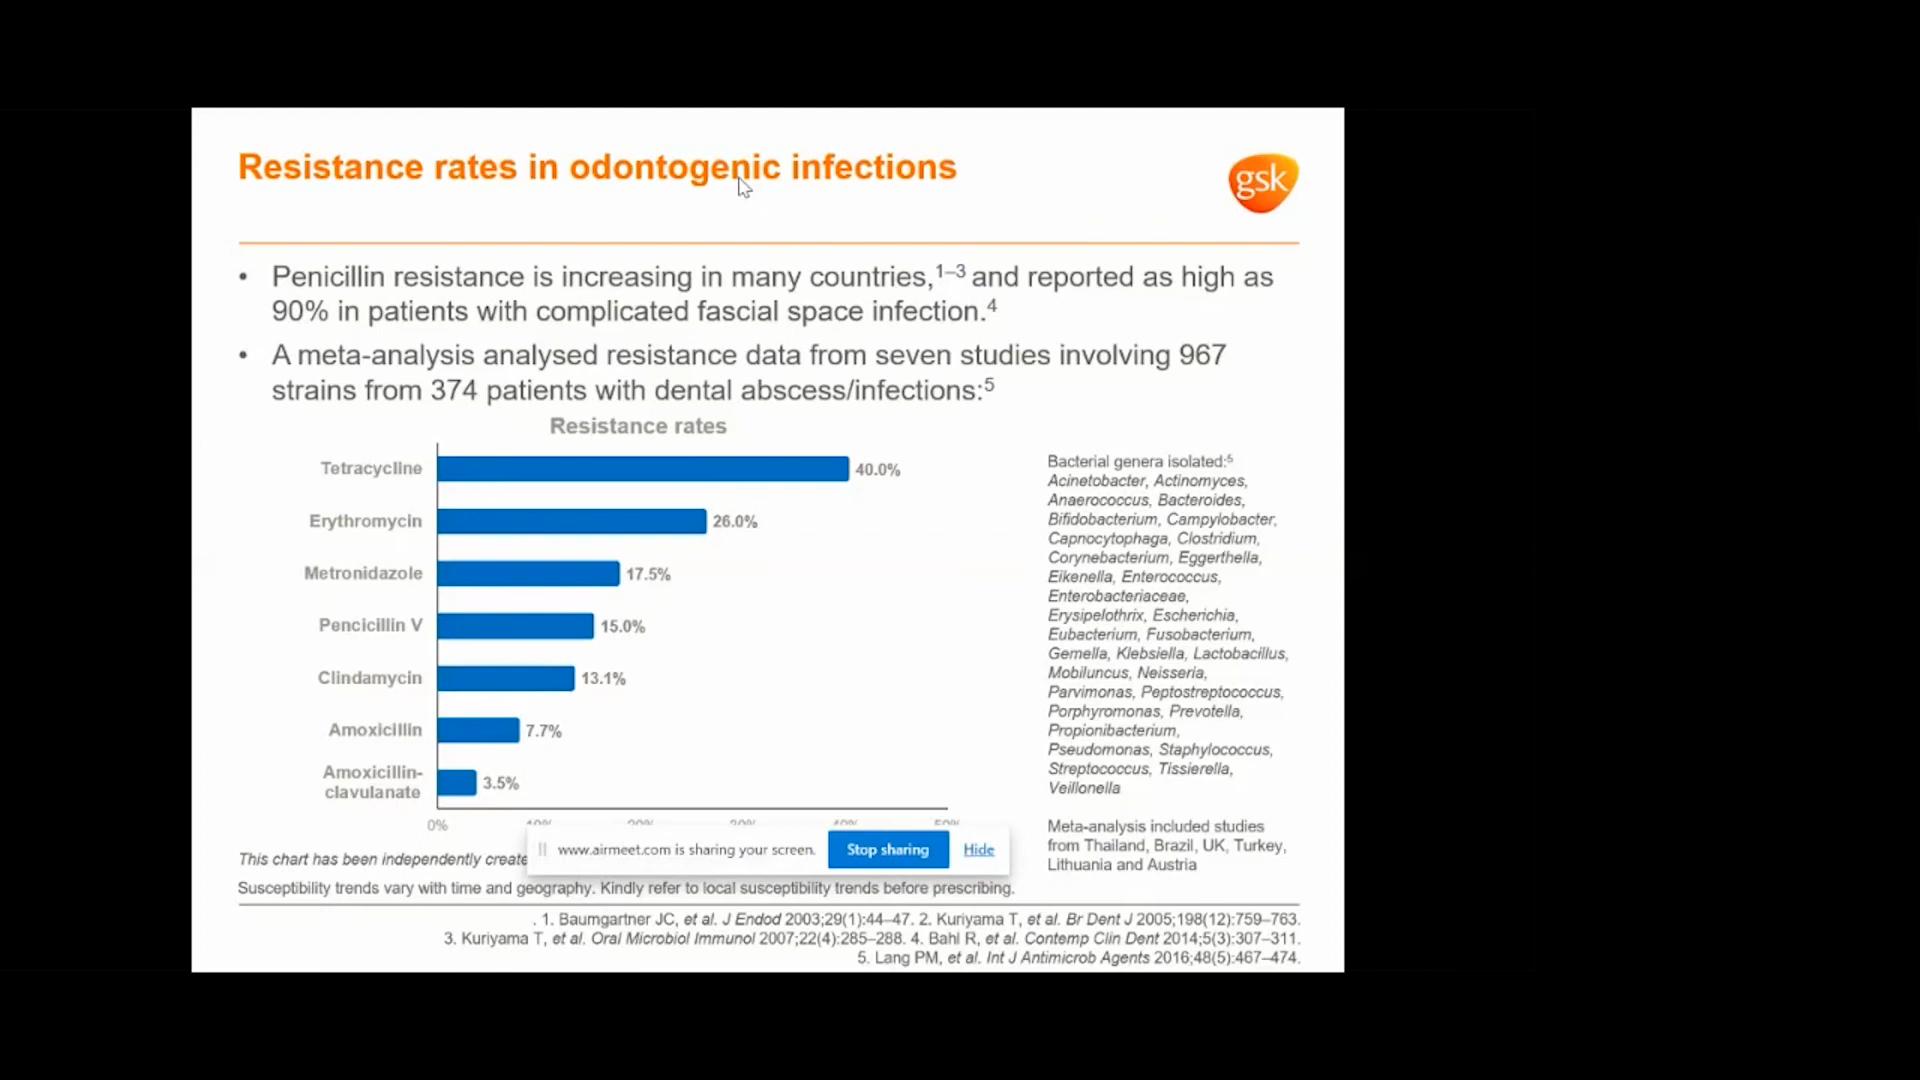 Resistance rates in odontogenic infections
gsk
• Penicillin resistance is increasing in many countries,1–3 and reported as high as
90% in patients with complicated fascial space infection.4
• A meta-analysis analysed resistance data from seven studies involving 967
strains from 374 patients with dental abscess/infections:5
Resistance rates
Tetracycline 40.0%
Erythromycin 26.0%
Metronidazole 17.5%
Pencicillin V 15.0%
Clindamycin 13.1%
Amoxicillin 7.7%
Amoxicillin-
clavulanate 3.5%
0%
Bacterial genera isolated:5
Acinetobacter, Actinomyces,
Anaerococcus, Bacteroides,
Bifidobacterium, Campylobacter,
Capnocytophaga, Clostridium,
Corynebacterium, Eggerthella,
Eikenella, Enterococcus,
Enterobacteriaceae,
Erysipelothrix, Escherichia,
Eubacterium, Fusobacterium,
Gemella, Klebsiella, Lactobacillus,
Mobiluncus, Neisseria,
Parvimonas, Peptostreptococcus,
Porphyromonas, Prevotella,
Propionibacterium,
Pseudomonas, Staphylococcus,
Streptococcus, Tissierella,
Veillonella
Meta-analysis included studies
from Thailand, Brazil, UK, Turkey,
Lithuania and Austria
This chart has been independently create
www.airmeet.com is sharing your screen. Stop sharing Hide
Susceptibility trends vary with time and geography. Kindly refer to local susceptibility trends before prescribing.
. 1. Baumgartner JC, et al. J Endod 2003;29(1):44–47. 2. Kuriyama T, et al. Br Dent J 2005;198(12):759–763.
3. Kuriyama T, et al. Oral Microbiol Immunol 2007;22(4):285–288. 4. Bahl R, et al. Contemp Clin Dent 2014;5(3):307–311.
5. Lang PM, et al. Int J Antimicrob Agents 2016;48(5):467–474.